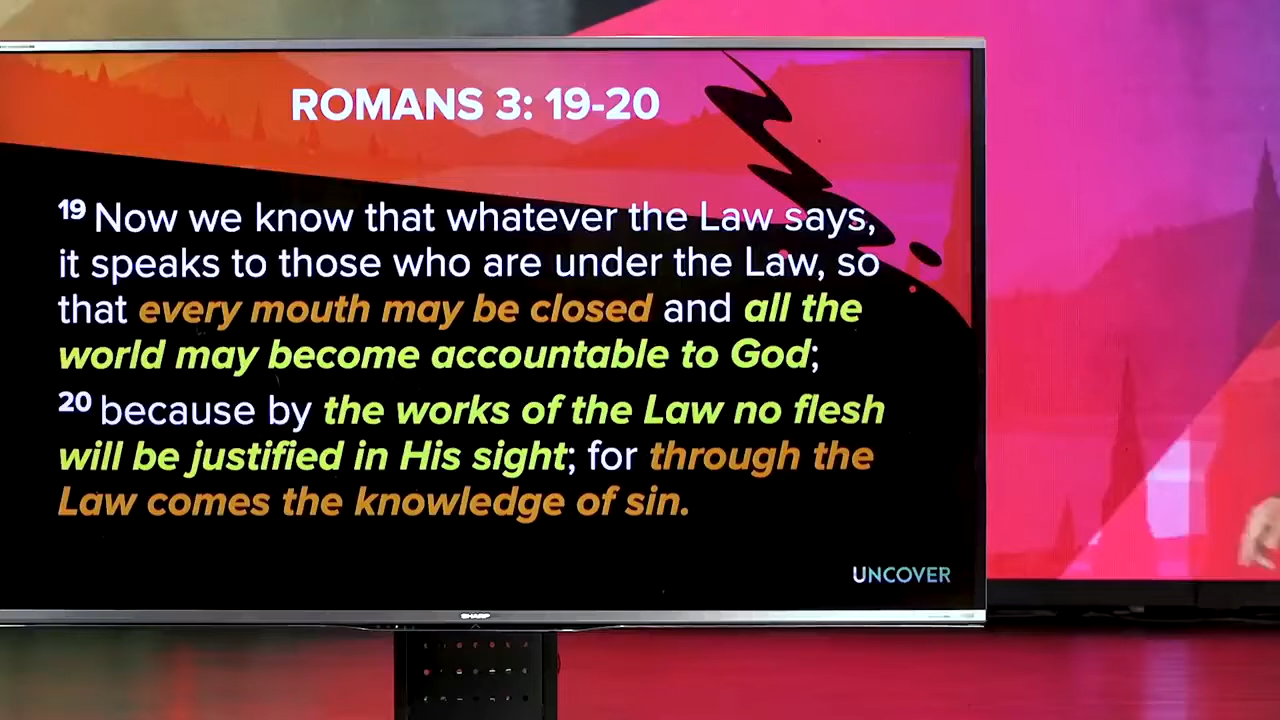 ROMANS 3: 19-20
19 Now we know that whatever the Law says,
it speaks to those who are under the Law, so
that every mouth may be closed and all the
world may become accountable to God;
20 because by the works of the Law no flesh
will be justified in His sight; for through the
Law comes the knowledge of sin.
UNCOVER
SHARP